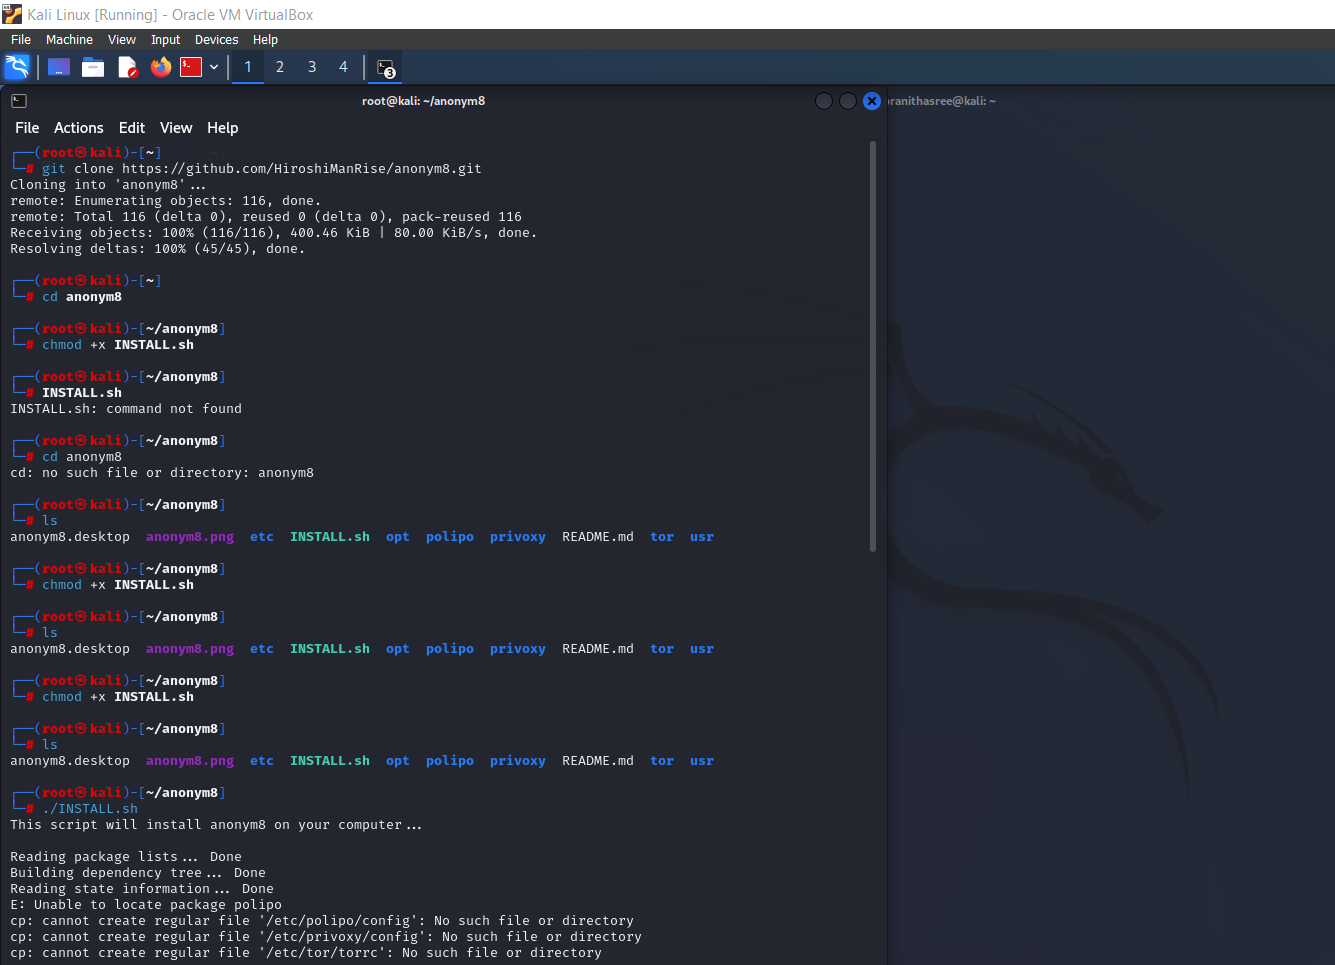 Kali Linux [Running] - Oracle VM VirtualBox
File Machine View Input Devices Help
1 2 3 4 3
root@kali: ~/anonym8
pranithasree@kali: ~
File Actions Edit View Help
┌──(root㉿kali)-[~]
└─# git clone https://github.com/HiroshiManRise/anonym8.git
Cloning into 'anonym8'...
remote: Enumerating objects: 116, done.
remote: Total 116 (delta 0), reused 0 (delta 0), pack-reused 116
Receiving objects: 100% (116/116), 400.46 KiB | 80.00 KiB/s, done.
Resolving deltas: 100% (45/45), done.
┌──(root㉿kali)-[~]
└─# cd anonym8
┌──(root㉿kali)-[~/anonym8]
└─# chmod +x INSTALL.sh
┌──(root㉿kali)-[~/anonym8]
└─# INSTALL.sh
INSTALL.sh: command not found
┌──(root㉿kali)-[~/anonym8]
└─# cd anonym8
cd: no such file or directory: anonym8
┌──(root㉿kali)-[~/anonym8]
└─# ls
anonym8.desktop anonym8.png etc INSTALL.sh opt polipo privoxy README.md tor usr
┌──(root㉿kali)-[~/anonym8]
└─# chmod +x INSTALL.sh
┌──(root㉿kali)-[~/anonym8]
└─# ls
anonym8.desktop anonym8.png etc INSTALL.sh opt polipo privoxy README.md tor usr
┌──(root㉿kali)-[~/anonym8]
└─# chmod +x INSTALL.sh
┌──(root㉿kali)-[~/anonym8]
└─# ls
anonym8.desktop anonym8.png etc INSTALL.sh opt polipo privoxy README.md tor usr
┌──(root㉿kali)-[~/anonym8]
└─# ./INSTALL.sh
This script will install anonym8 on your computer...
Reading package lists... Done
Building dependency tree... Done
Reading state information... Done
E: Unable to locate package polipo
cp: cannot create regular file '/etc/polipo/config': No such file or directory
cp: cannot create regular file '/etc/privoxy/config': No such file or directory
cp: cannot create regular file '/etc/tor/torrc': No such file or directory